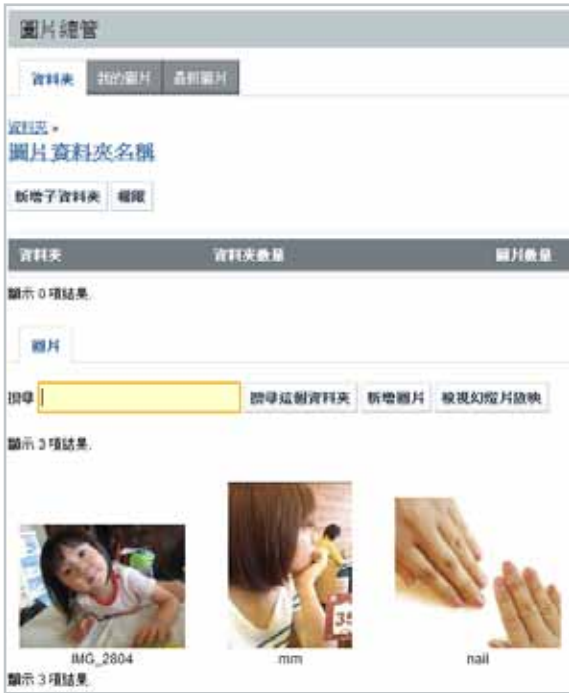 圖片總管
資料夾 我的圖片 最新圖片
資料夾 »
圖片資料夾名稱
新增子資料夾 權限
資料夾 資料夾數量 圖片數量
顯示 0 項結果.
圖片
搜尋 搜尋這個資料夾 新增圖片 檢視幻燈片放映
顯示 3 項結果.
35
IMG_2804 mm nail
顯示 3 項結果.